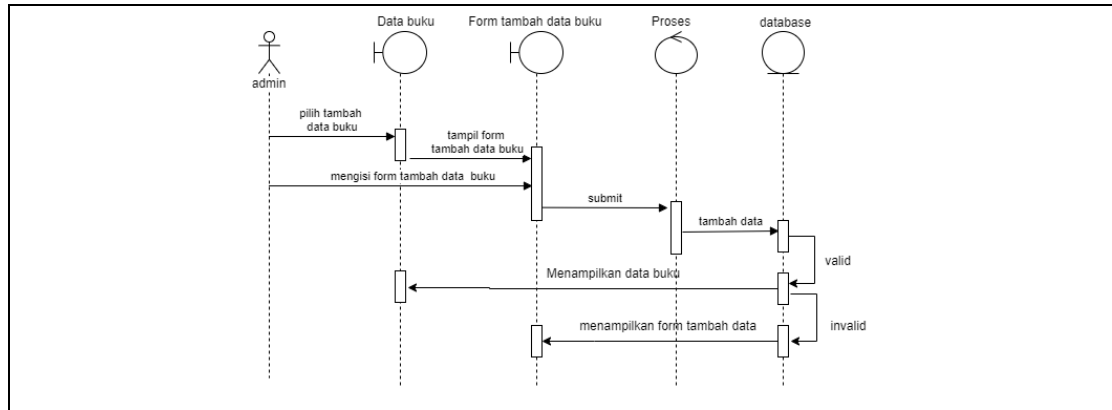 Data buku
Form tambah data buku
Proses
database
admin
pilih tambah
data buku
tampil form
tambah data buku
mengisi form tambah data buku
submit
tambah data
valid
Menampilkan data buku
invalid
menampilkan form tambah data